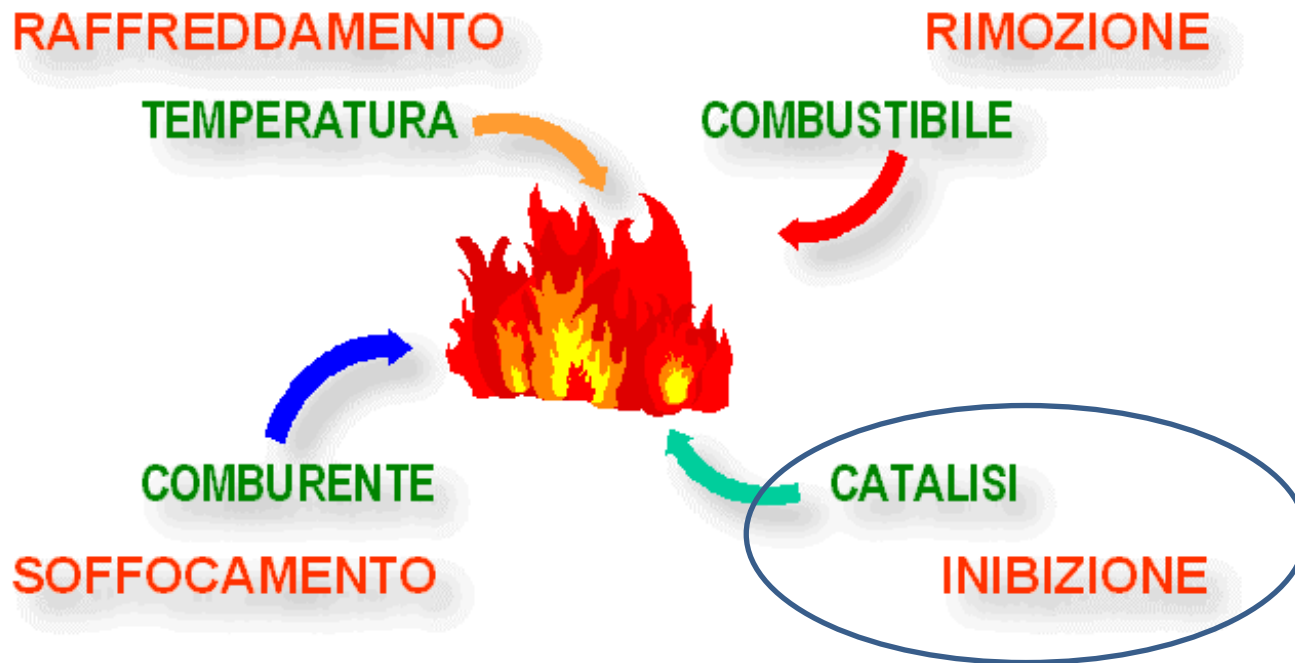 RAFFREDDAMENTO
RIMOZIONE
TEMPERATURA
COMBUSTIBILE
COMBURENTE
CATALISI
SOFFOCAMENTO
INIBIZIONE